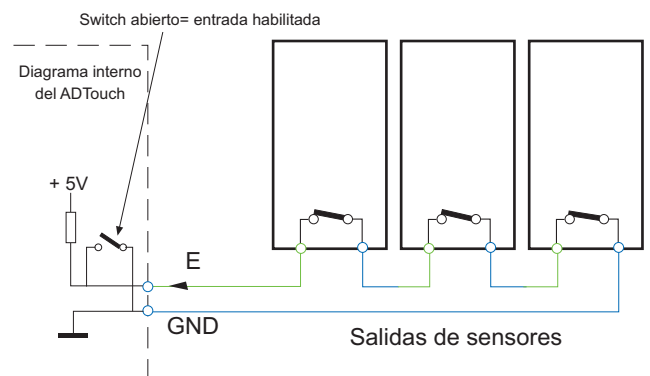 Switch abierto= entrada habilitada
Diagrama interno
del ADTouch
+ 5V
E
GND
Salidas de sensores